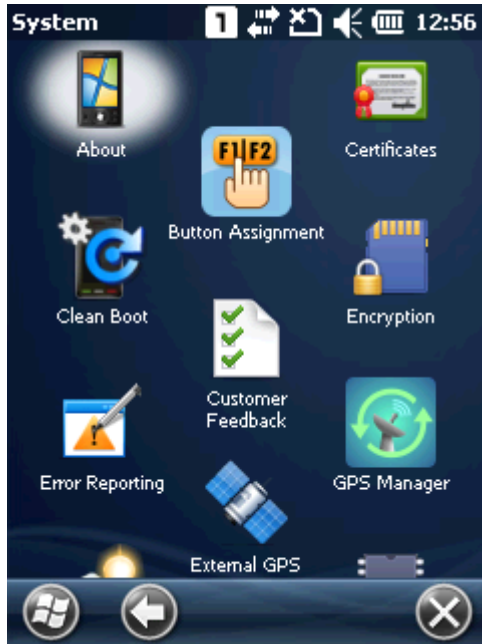 System 1 12:56
About
F1 F2
Certificates
Button Assignment
Clean Boot
Encryption
Customer
Feedback
Error Reporting
GPS Manager
External GPS